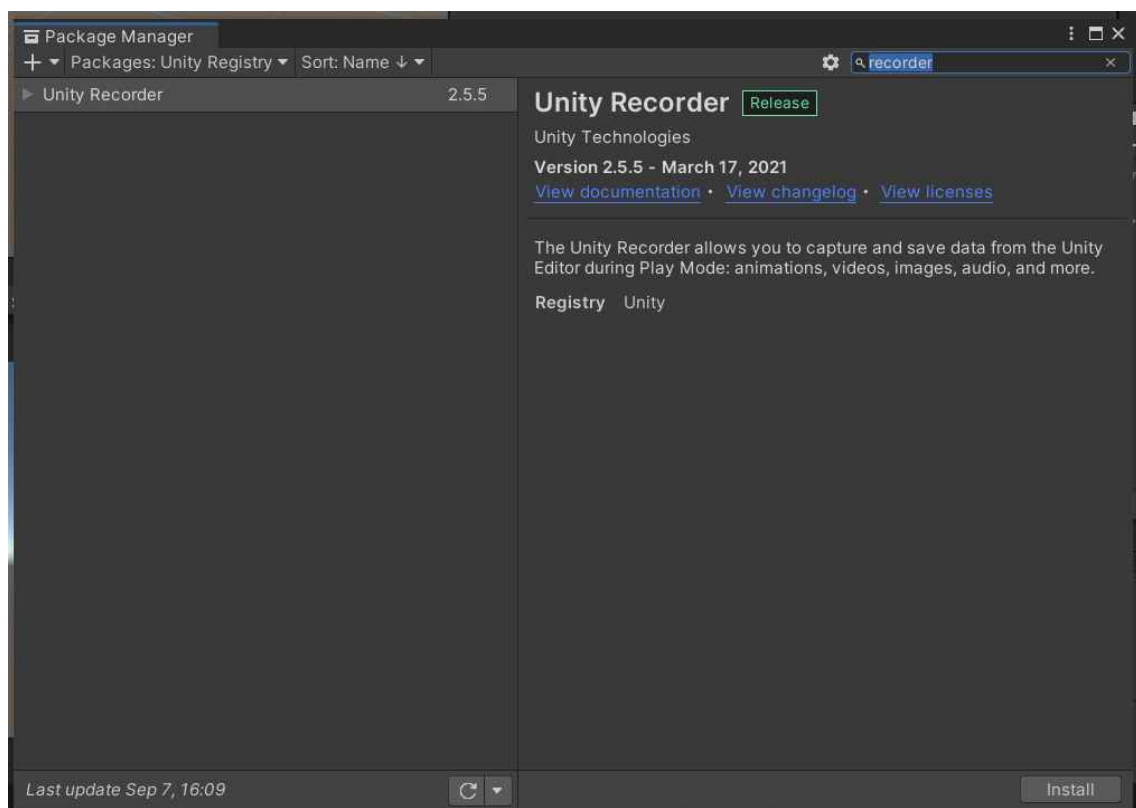 Package Manager
Packages: Unity Registry Sort: Name ↓ recorder
Unity Recorder 2.5.5
Unity Recorder Release
Unity Technologies
Version 2.5.5 - March 17, 2021
View documentation • View changelog • View licenses
The Unity Recorder allows you to capture and save data from the Unity
Editor during Play Mode: animations, videos, images, audio, and more.
Registry Unity
Last update Sep 7, 16:09
Install